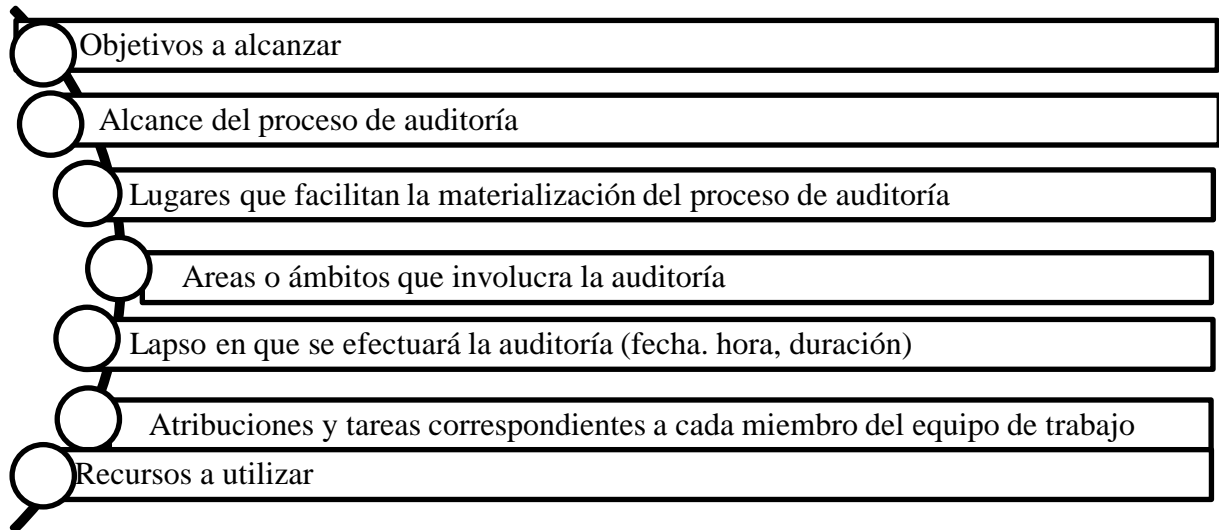 Objetivos a alcanzar
Alcance del proceso de auditoría
Lugares que facilitan la materialización del proceso de auditoría
Areas o ámbitos que involucra la auditoría
Lapso en que se efectuará la auditoría (fecha. hora, duración)
Atribuciones y tareas correspondientes a cada miembro del equipo de trabajo
Recursos a utilizar